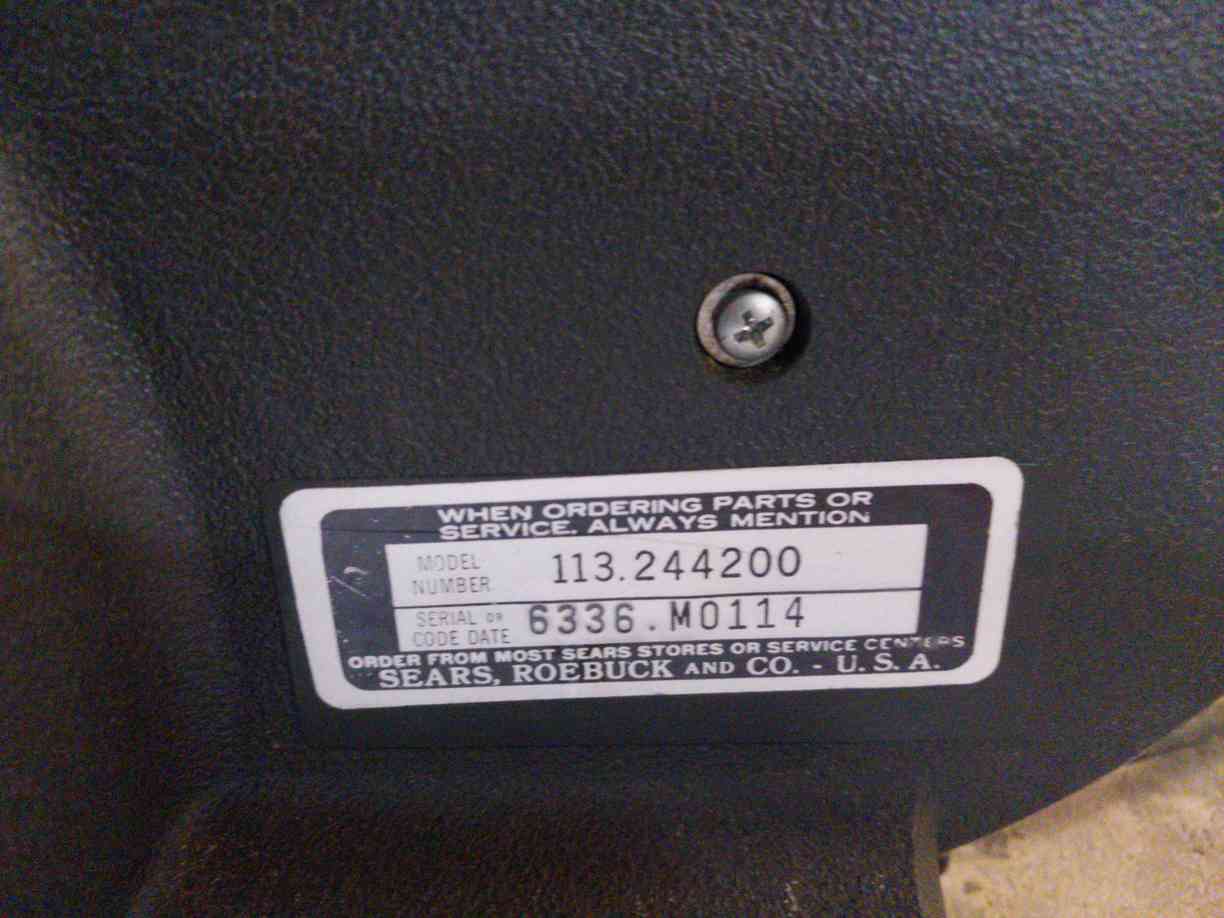 WHEN ORDERING PARTS OR
SERVICE. ALWAYS MENTION
MODEL
NUMBER
113.244200
SERIAL OR
CODE DATE
6336.M0114
ORDER FROM MOST SEARS STORES OR SERVICE CENTERS
SEARS, ROEBUCK AND CO. - U.S.A.